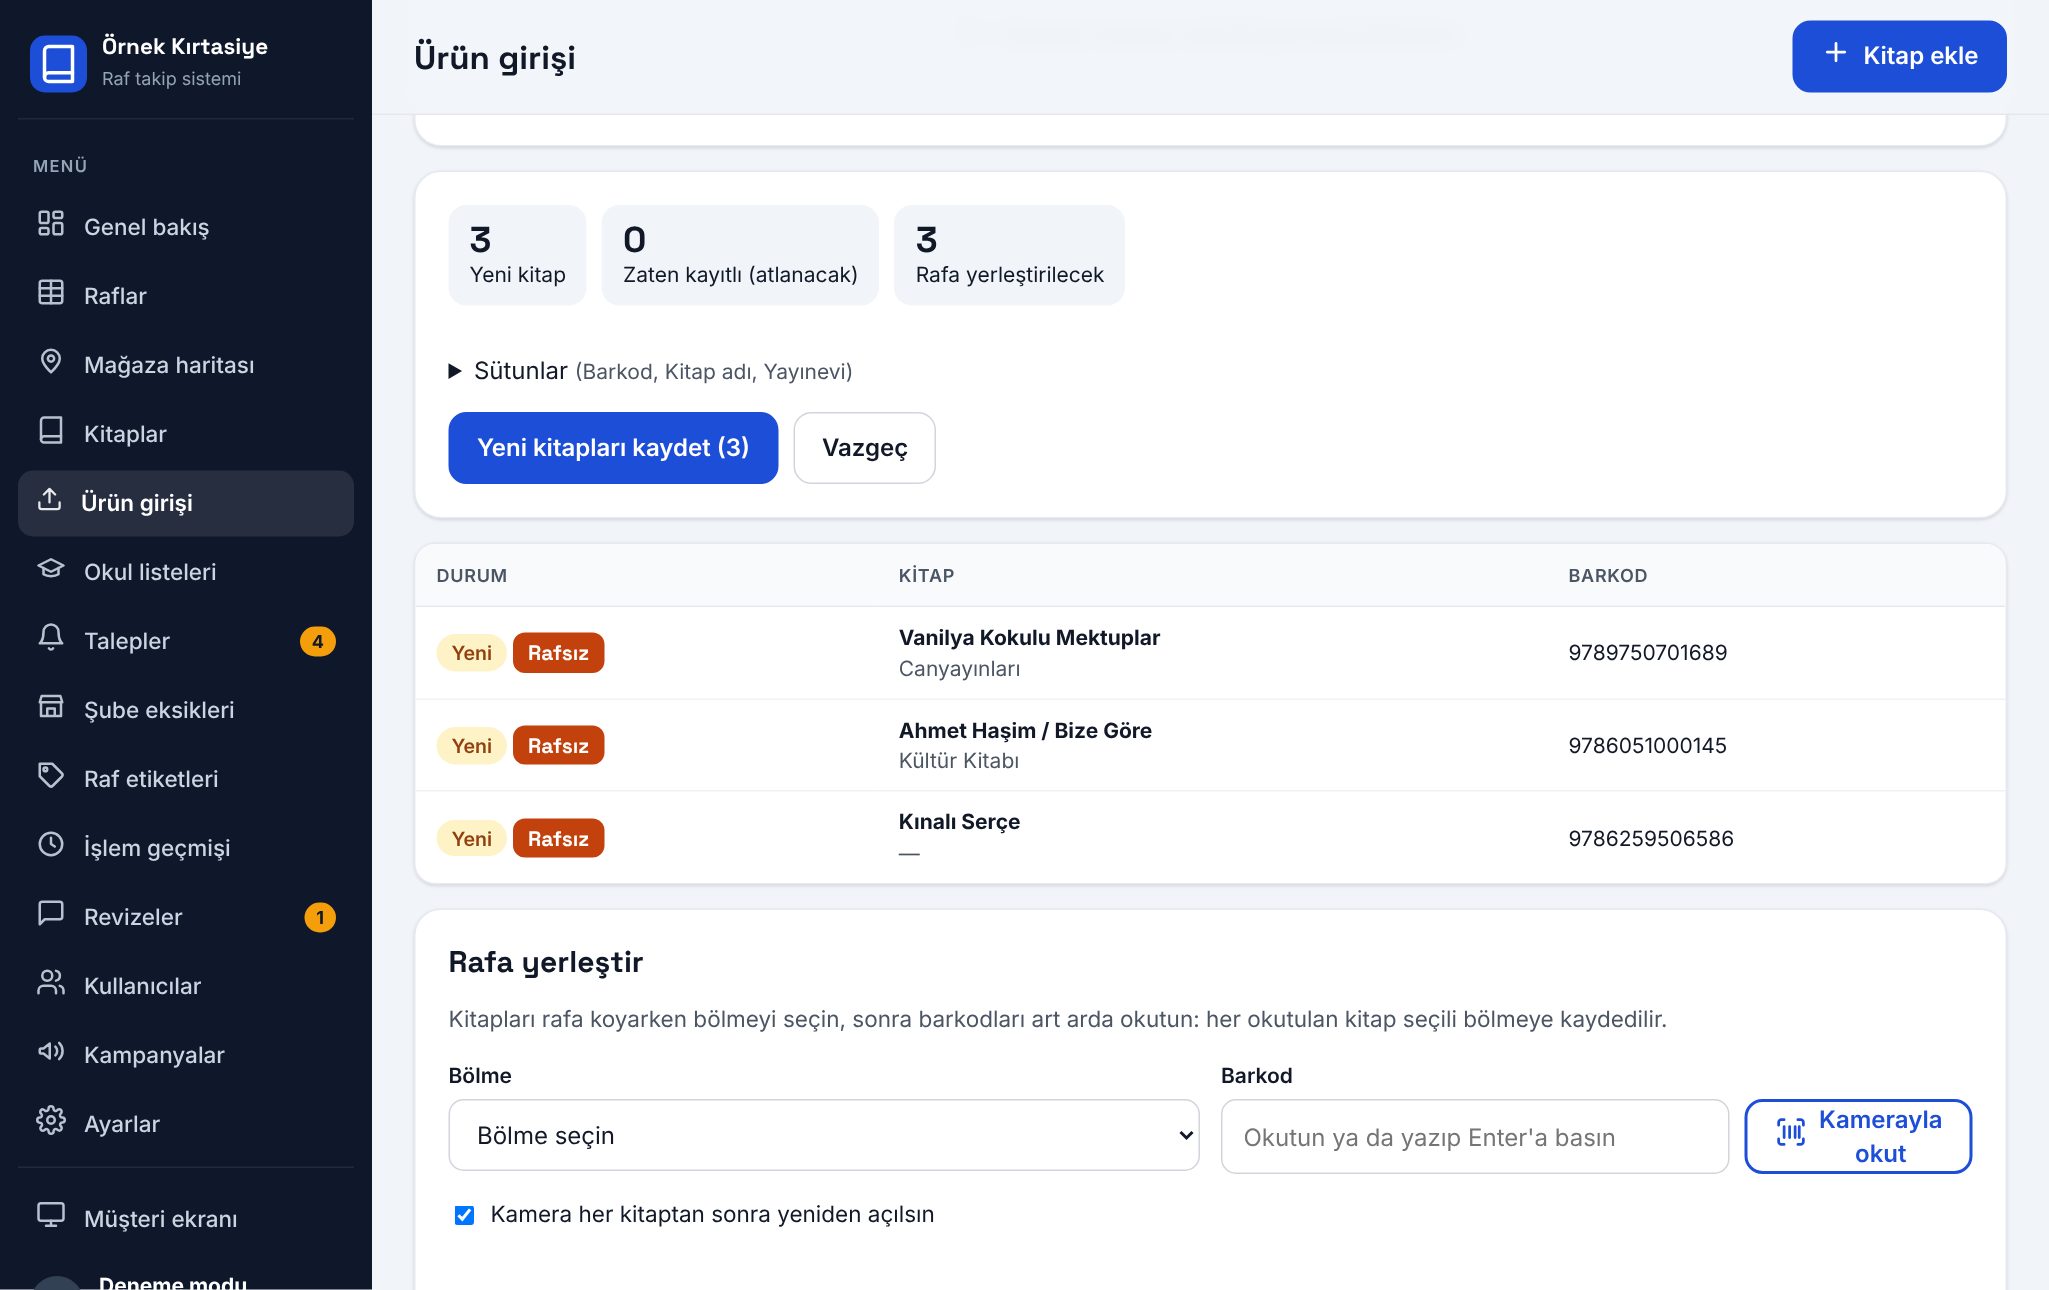 Örnek Kırtasiye
Raf takip sistemi
MENÜ
Genel bakış
Raflar
Mağaza haritası
Kitaplar
Ürün girişi
Okul listeleri
Talepler 4
Şube eksikleri
Raf etiketleri
İşlem geçmişi
Revizeler 1
Kullanıcılar
Kampanyalar
Ayarlar
Müşteri ekranı
Deneme modu
Ürün girişi
+ Kitap ekle
3
Yeni kitap
0
Zaten kayıtlı (atlanacak)
3
Rafa yerleştirilecek
Sütunlar (Barkod, Kitap adı, Yayınevi)
Yeni kitapları kaydet (3) Vazgeç
DURUM KİTAP BARKOD
Yeni Rafsız Vanilya Kokulu Mektuplar 9789750701689
Canyayınları
Yeni Rafsız Ahmet Haşim / Bize Göre 9786051000145
Kültür Kitabı
Yeni Rafsız Kınalı Serçe 9786259506586
—
Rafa yerleştir
Kitapları rafa koyarken bölmeyi seçin, sonra barkodları art arda okutun: her okutulan kitap seçili bölmeye kaydedilir.
Bölme Barkod
Bölme seçin Okutun ya da yazıp Enter'a basın Kamerayla
okut
Kamera her kitaptan sonra yeniden açılsın